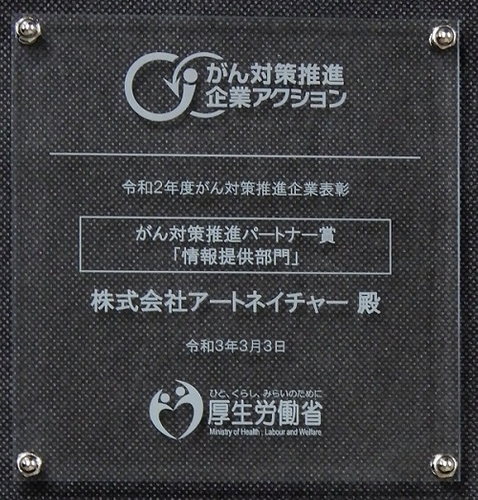 がん対策推進
企業アクション
令和2年度がん対策推進企業表彰
がん対策推進パートナー賞
「情報提供部門」
株式会社アートネイチャー 殿
令和3年3月3日
ひと、くらし、みらいのために
厚生労働省
Ministry of Health, Labour and Welfare